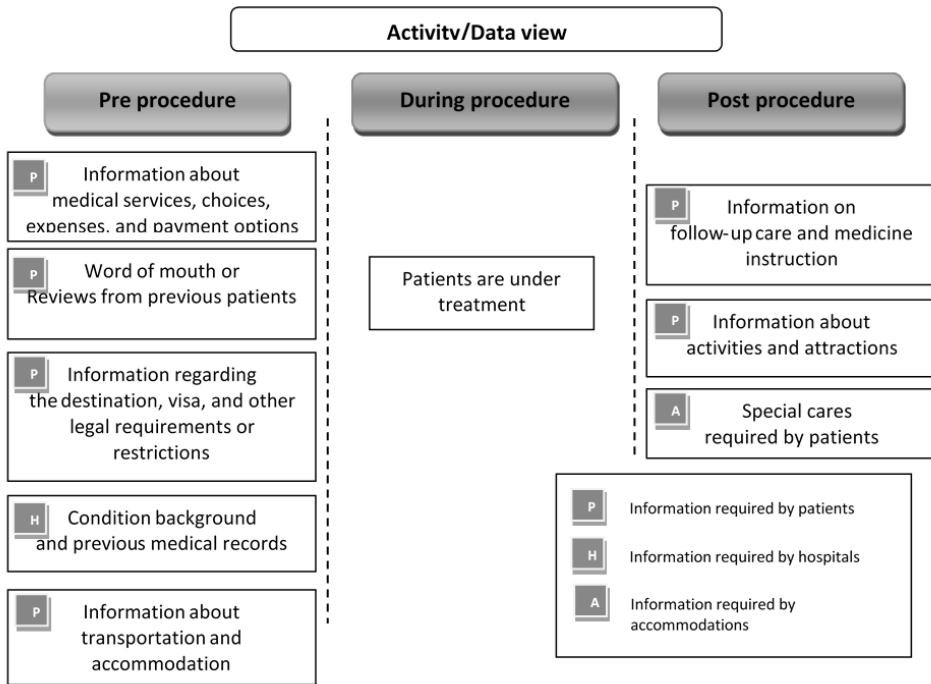 Activity/Data view
Pre procedure
During procedure
Post procedure
P
Information about
medical services, choices,
expenses, and payment options
P
Word of mouth or
Reviews from previous patients
P
Information regarding
the destination, visa, and other
legal requirements or
restrictions
H
Condition background
and previous medical records
P
Information about
transportation and
accommodation
Patients are under
treatment
P
Information on
follow-up care and medicine
instruction
P
Information about
activities and attractions
A
Special cares
required by patients
P
Information required by patients
H
Information required by hospitals
A
Information required by
accommodations